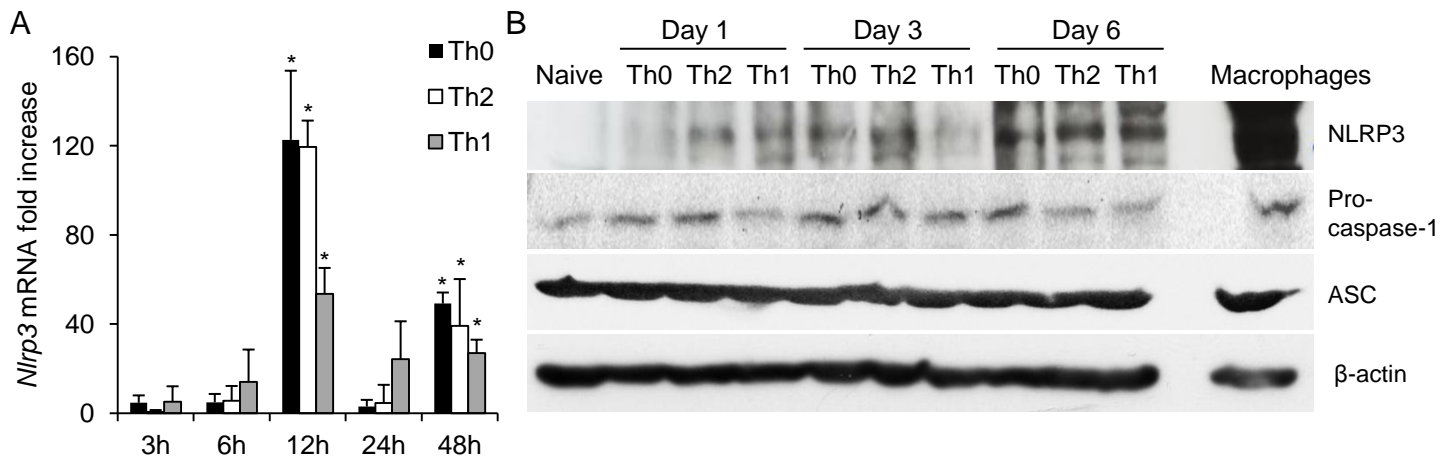 A
Nlrp3 mRNA fold increase
160
120
80
40
0
* * * * * *
3h 6h 12h 24h 48h
Th0
Th2
Th1
B
Day 1 Day 3 Day 6
Naive Th0 Th2 Th1 Th0 Th2 Th1 Th0 Th2 Th1 Macrophages
NLRP3
Pro-
caspase-1
ASC
β-actin